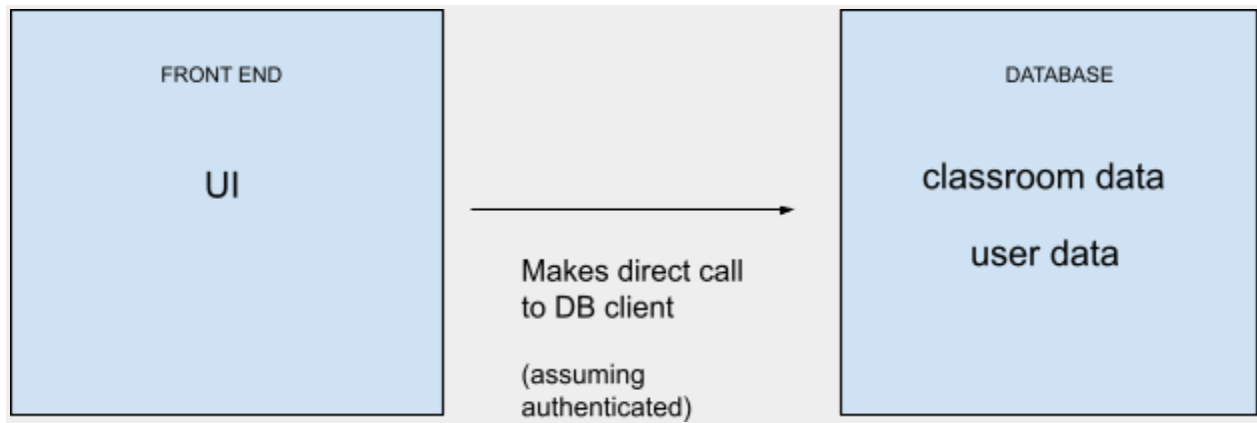 FRONT END
UI
Makes direct call
to DB client
(assuming
authenticated)
DATABASE
classroom data
user data